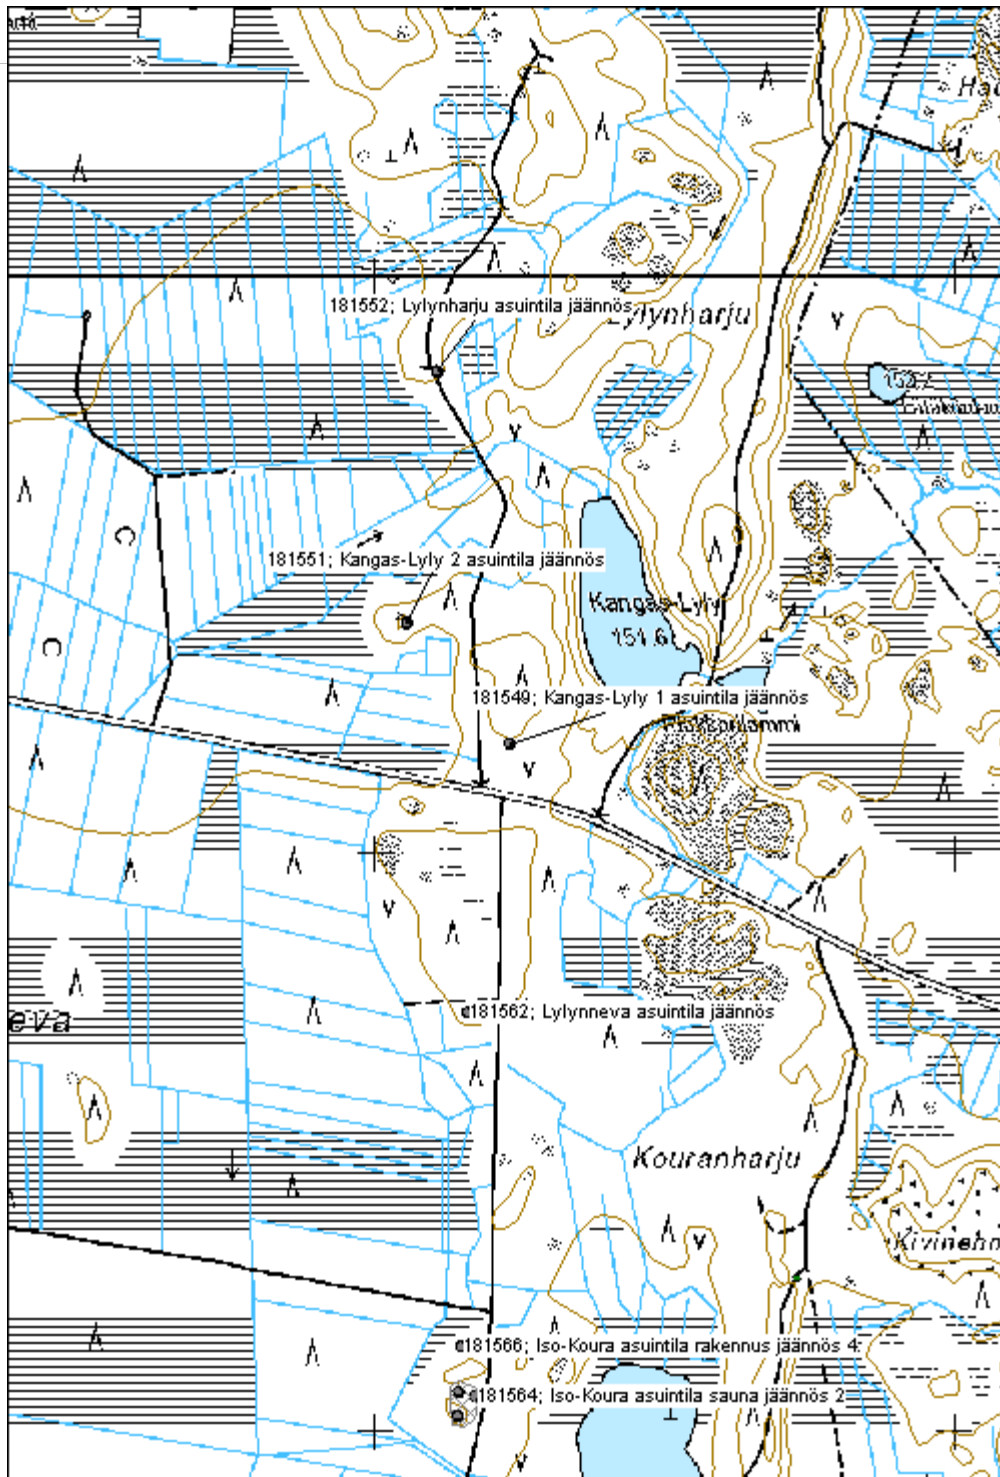 181552; Lylynharju asuintila jäännös
Lylynharju
181551; Kangas-Lyly 2 asuintila jäännös
Kangas-Lyly
151.6
181549; Kangas-Lyly 1 asuintila jäännös
eva
181562; Lylynneva asuintila jäännös
Kouranharju
181566; Iso-Koura asuintila rakennus jäännös 4
181564; Iso-Koura asuintila sauna jäännös 2